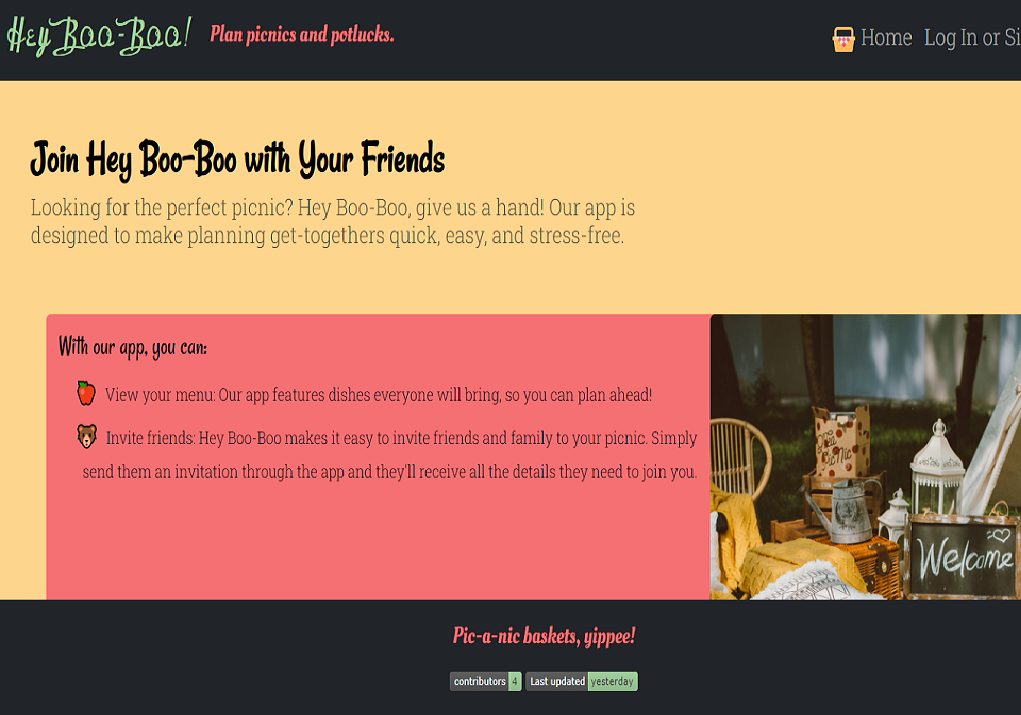 Hey Boo-Boo!
Plan picnics and potlucks.
Home Log In or Si
Join Hey Boo-Boo with Your Friends
Looking for the perfect picnic? Hey Boo-Boo, give us a hand! Our app is
designed to make planning get-togethers quick, easy, and stress-free.
With our app, you can:
View your menu: Our app features dishes everyone will bring, so you can plan ahead!
Invite friends: Hey Boo-Boo makes it easy to invite friends and family to your picnic. Simply
send them an invitation through the app and they'll receive all the details they need to join you.
Welcome
Pic-a-nic baskets, yippee!
contributors 4 Last updated yesterday